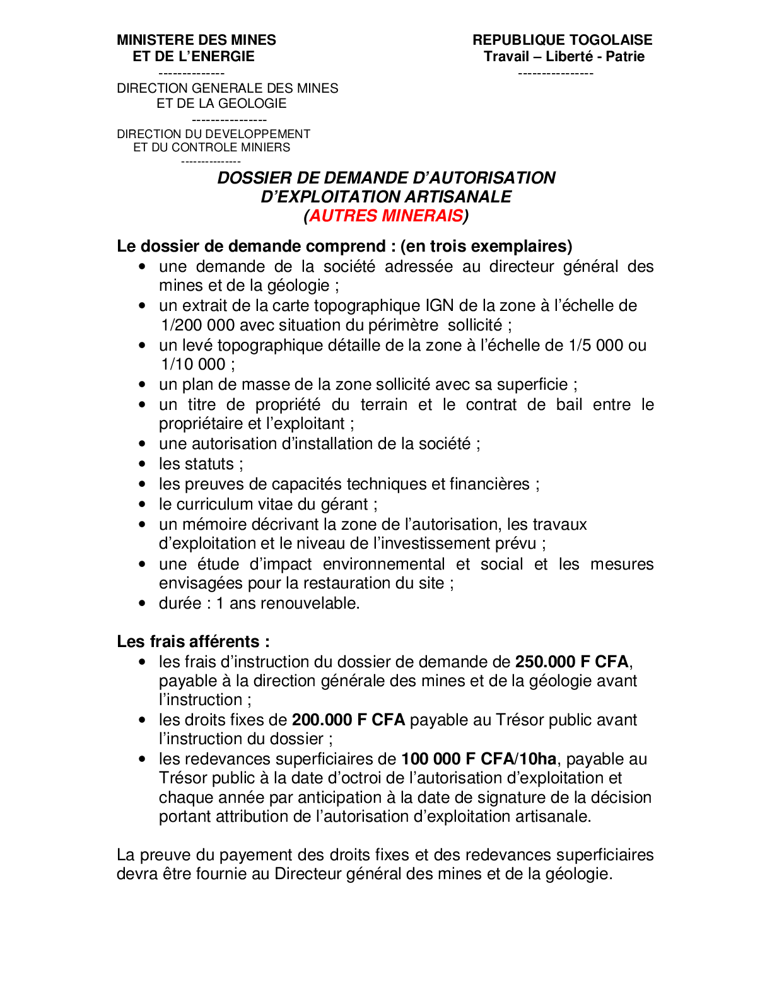 MINISTERE DES MINES
ET DE L’ENERGIE
--------------
REPUBLIQUE TOGOLAISE
Travail – Liberté - Patrie
----------------
DIRECTION GENERALE DES MINES
ET DE LA GEOLOGIE
----------------
DIRECTION DU DEVELOPPEMENT
ET DU CONTROLE MINIERS
---------------
DOSSIER DE DEMANDE D’AUTORISATION
D’EXPLOITATION ARTISANALE
(AUTRES MINERAIS)
Le dossier de demande comprend : (en trois exemplaires)
• une demande de la société adressée au directeur général des
mines et de la géologie ;
• un extrait de la carte topographique IGN de la zone à l’échelle de
1/200 000 avec situation du périmètre sollicité ;
• un levé topographique détaille de la zone à l’échelle de 1/5 000 ou
1/10 000 ;
• un plan de masse de la zone sollicité avec sa superficie ;
• un titre de propriété du terrain et le contrat de bail entre le
propriétaire et l’exploitant ;
• une autorisation d’installation de la société ;
• les statuts ;
• les preuves de capacités techniques et financières ;
• le curriculum vitae du gérant ;
• un mémoire décrivant la zone de l’autorisation, les travaux
d’exploitation et le niveau de l’investissement prévu ;
• une étude d’impact environnemental et social et les mesures
envisagées pour la restauration du site ;
• durée : 1 ans renouvelable.
Les frais afférents :
• les frais d’instruction du dossier de demande de 250.000 F CFA,
payable à la direction générale des mines et de la géologie avant
l’instruction ;
• les droits fixes de 200.000 F CFA payable au Trésor public avant
l’instruction du dossier ;
• les redevances superficiaires de 100 000 F CFA/10ha, payable au
Trésor public à la date d’octroi de l’autorisation d’exploitation et
chaque année par anticipation à la date de signature de la décision
portant attribution de l’autorisation d’exploitation artisanale.
La preuve du payement des droits fixes et des redevances superficiaires
devra être fournie au Directeur général des mines et de la géologie.